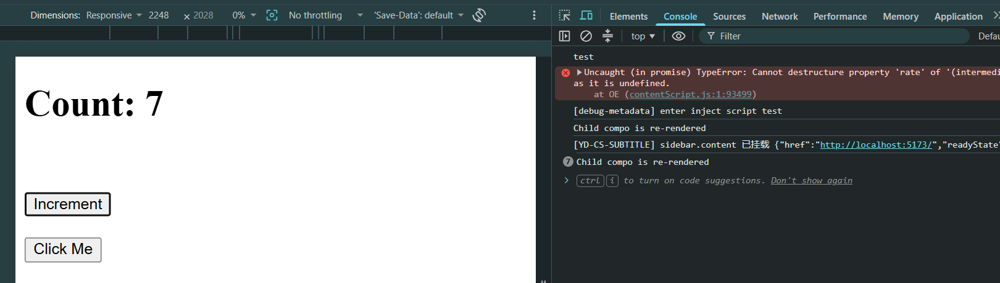 Dimensions: Responsive 2248 × 2028 0% No throttling 'Save-Data': default
Elements Console Sources Network Performance Memory Application
top Filter
Count: 7
Increment
Click Me
test
Uncaught (in promise) TypeError: Cannot destructure property 'rate' of '(intermedi
as it is undefined.
at OE (contentScript.js:1:93499)
[debug-metadata] enter inject script test
Child compo is re-rendered
[YD-CS-SUBTITLE] sidebar.content 已挂载 {"href":"http://localhost:5173/","readyState"
7 Child compo is re-rendered
ctrl i to turn on code suggestions. Don't show again